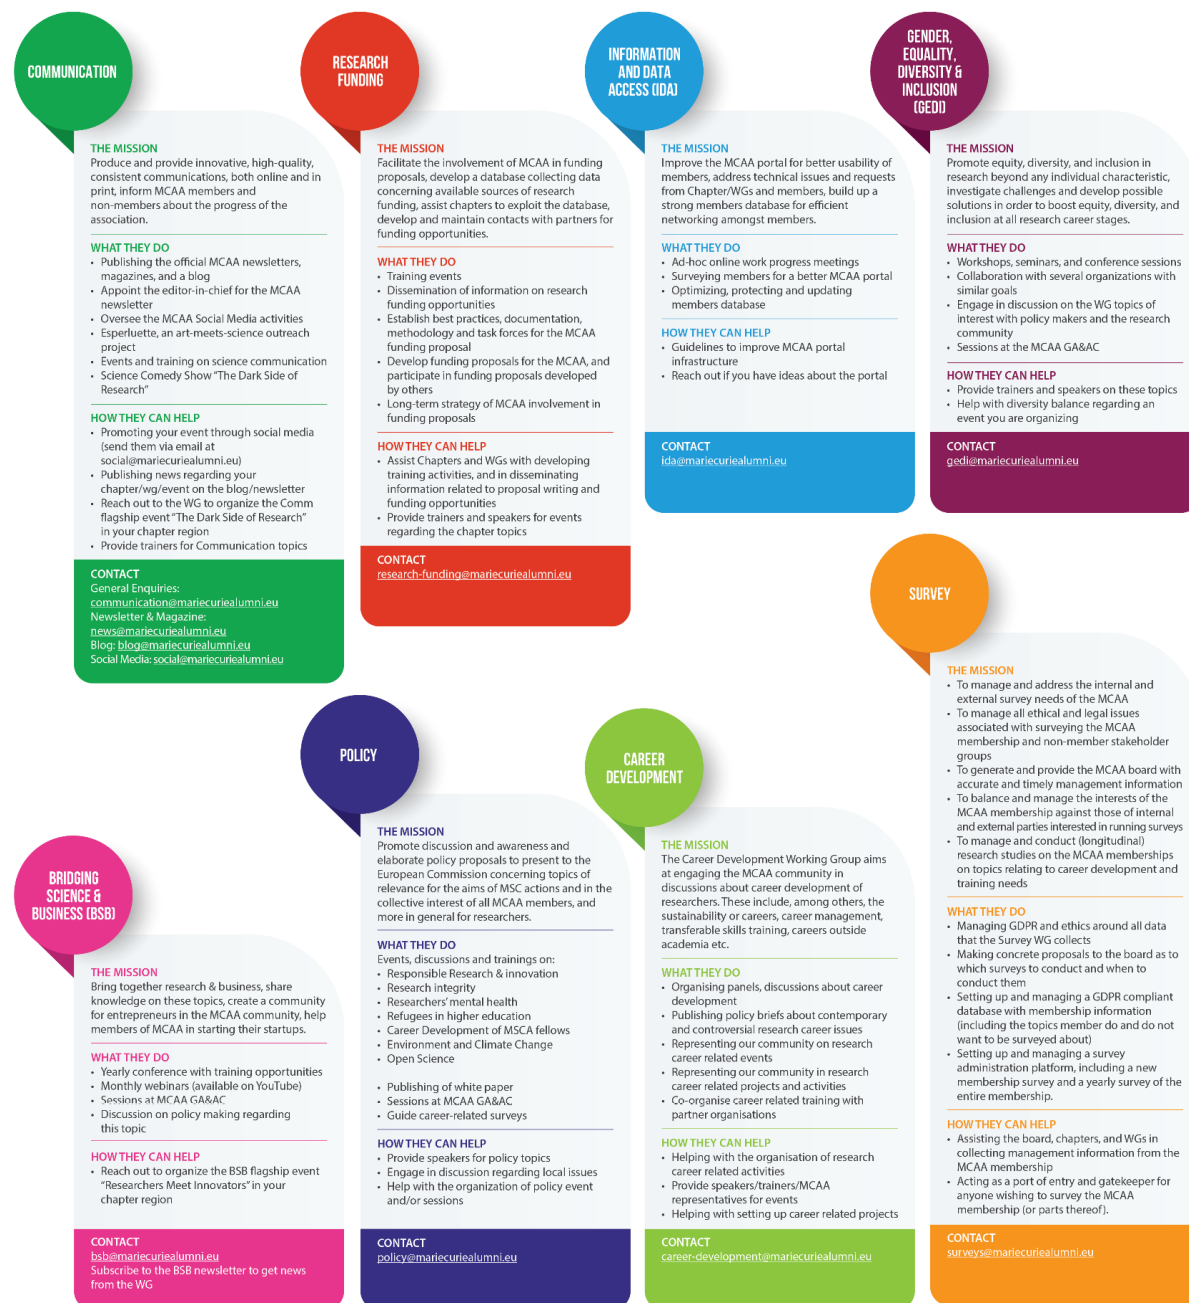 COMMUNICATION
THE MISSION
Produce and provide innovative, high-quality,
consistent communications, both online and in
print, inform MCAA members and
non-members about the progress of the
association.
WHAT THEY DO
• Publishing the official MCAA newsletters,
magazines, and a blog
• Appoint the editor-in-chief for the MCAA
newsletter
• Oversee the MCAA Social Media activities
• Esperluette, an art-meets-science outreach
project
• Events and training on science communication
• Science Comedy Show "The Dark Side of
Research"
HOW THEY CAN HELP
• Promoting your event through social media
(send them via email at
social@mariecuriealumni.eu)
• Publishing news regarding your
chapter/wg/event on the blog/newsletter
• Reach out to the WG to organize the Comm
flagship event "The Dark Side of Research"
in your chapter region
• Provide trainers for Communication topics
CONTACT
General Enquiries:
communication@mariecuriealumni.eu
Newsletter & Magazine:
news@mariecuriealumni.eu
Blog: blog@mariecuriealumni.eu
Social Media: social@mariecuriealumni.eu
RESEARCH
FUNDING
THE MISSION
Facilitate the involvement of MCAA in funding
proposals, develop a database collecting data
concerning available sources of research
funding, assist chapters to exploit the database,
develop and maintain contacts with partners for
funding opportunities.
WHAT THEY DO
• Training events
• Dissemination of information on research
funding opportunities
• Establish best practices, documentation,
methodology and task forces for the MCAA
funding proposal
• Develop funding proposals for the MCAA, and
participate in funding proposals developed
by others
• Long-term strategy of MCAA involvement in
funding proposals
HOW THEY CAN HELP
• Assist Chapters and WGs with developing
training activities, and in disseminating
information related to proposal writing and
funding opportunities
• Provide trainers and speakers for events
regarding the chapter topics
CONTACT
research-funding@mariecuriealumni.eu
INFORMATION
AND DATA
ACCESS (IDA)
THE MISSION
Improve the MCAA portal for better usability of
members, address technical issues and requests
from Chapter/WGs and members, build up a
strong members database for efficient
networking amongst members.
WHAT THEY DO
• Ad-hoc online work progress meetings
• Surveying members for a better MCAA portal
• Optimizing, protecting and updating
members database
HOW THEY CAN HELP
• Guidelines to improve MCAA portal
infrastructure
• Reach out if you have ideas about the portal
CONTACT
ida@mariecuriealumni.eu
GENDER,
EQUALITY,
DIVERSITY &
INCLUSION
(GEDI)
THE MISSION
Promote equity, diversity, and inclusion in
research beyond any individual characteristic,
investigate challenges and develop possible
solutions in order to boost equity, diversity, and
inclusion at all research career stages.
WHAT THEY DO
• Workshops, seminars, and conference sessions
• Collaboration with several organizations with
similar goals
• Engage in discussion on the WG topics of
interest with policy makers and the research
community
• Sessions at the MCAA GA&AC
HOW THEY CAN HELP
• Provide trainers and speakers on these topics
• Help with diversity balance regarding an
event you are organizing
CONTACT
gedi@mariecuriealumni.eu
BRIDGING
SCIENCE &
BUSINESS (BSB)
THE MISSION
Bring together research & business, share
knowledge on these topics, create a community
for entrepreneurs in the MCAA community, help
members of MCAA in starting their startups.
WHAT THEY DO
• Yearly conference with training opportunities
• Monthly webinars (available on YouTube)
• Sessions at MCAA GA&AC
• Discussion on policy making regarding
this topic
HOW THEY CAN HELP
• Reach out to organize the BSB flagship event
"Researchers Meet Innovators" in your
chapter region
CONTACT
bsb@mariecuriealumni.eu
Subscribe to the BSB newsletter to get news
from the WG
POLICY
THE MISSION
Promote discussion and awareness and
elaborate policy proposals to present to the
European Commission concerning topics of
relevance for the aims of MSC actions and in the
collective interest of all MCAA members, and
more in general for researchers.
WHAT THEY DO
Events, discussions and trainings on:
• Responsible Research & innovation
• Research integrity
• Researchers' mental health
• Refugees in higher education
• Career Development of MSCA fellows
• Environment and Climate Change
• Open Science
• Publishing of white paper
• Sessions at MCAA GA&AC
• Guide career-related surveys
HOW THEY CAN HELP
• Provide speakers for policy topics
• Engage in discussion regarding local issues
• Help with the organization of policy event
and/or sessions
CONTACT
policy@mariecuriealumni.eu
CAREER
DEVELOPMENT
THE MISSION
The Career Development Working Group aims
at engaging the MCAA community in
discussions about career development of
researchers. These include, among others, the
sustainability or careers, career management,
transferable skills training, careers outside
academia etc.
WHAT THEY DO
• Organising panels, discussions about career
development
• Publishing policy briefs about contemporary
and controversial research career issues
• Representing our community on research
career related events
• Representing our community in research
career related projects and activities
• Co-organise career related training with
partner organisations
HOW THEY CAN HELP
• Helping with the organisation of research
career related activities
• Provide speakers/trainers/MCAA
representatives for events
• Helping with setting up career related projects
CONTACT
career-development@mariecuriealumni.eu
SURVEY
THE MISSION
• To manage and address the internal and
external survey needs of the MCAA
• To manage all ethical and legal issues
associated with surveying the MCAA
membership and non-member stakeholder
groups
• To generate and provide the MCAA board with
accurate and timely management information
• To balance and manage the interests of the
MCAA membership against those of internal
and external parties interested in running surveys
• To manage and conduct (longitudinal)
research studies on the MCAA memberships
on topics relating to career development and
training needs
WHAT THEY DO
• Managing GDPR and ethics around all data
that the Survey WG collects
• Making concrete proposals to the board as to
which surveys to conduct and when to
conduct them
• Setting up and managing a GDPR compliant
database with membership information
(including the topics member do and do not
want to be surveyed about)
• Setting up and managing a survey
administration platform, including a new
membership survey and a yearly survey of the
entire membership.
HOW THEY CAN HELP
• Assisting the board, chapters, and WGs in
collecting management information from the
MCAA membership
• Acting as a port of entry and gatekeeper for
anyone wishing to survey the MCAA
membership (or parts thereof).
CONTACT
surveys@mariecuriealumni.eu